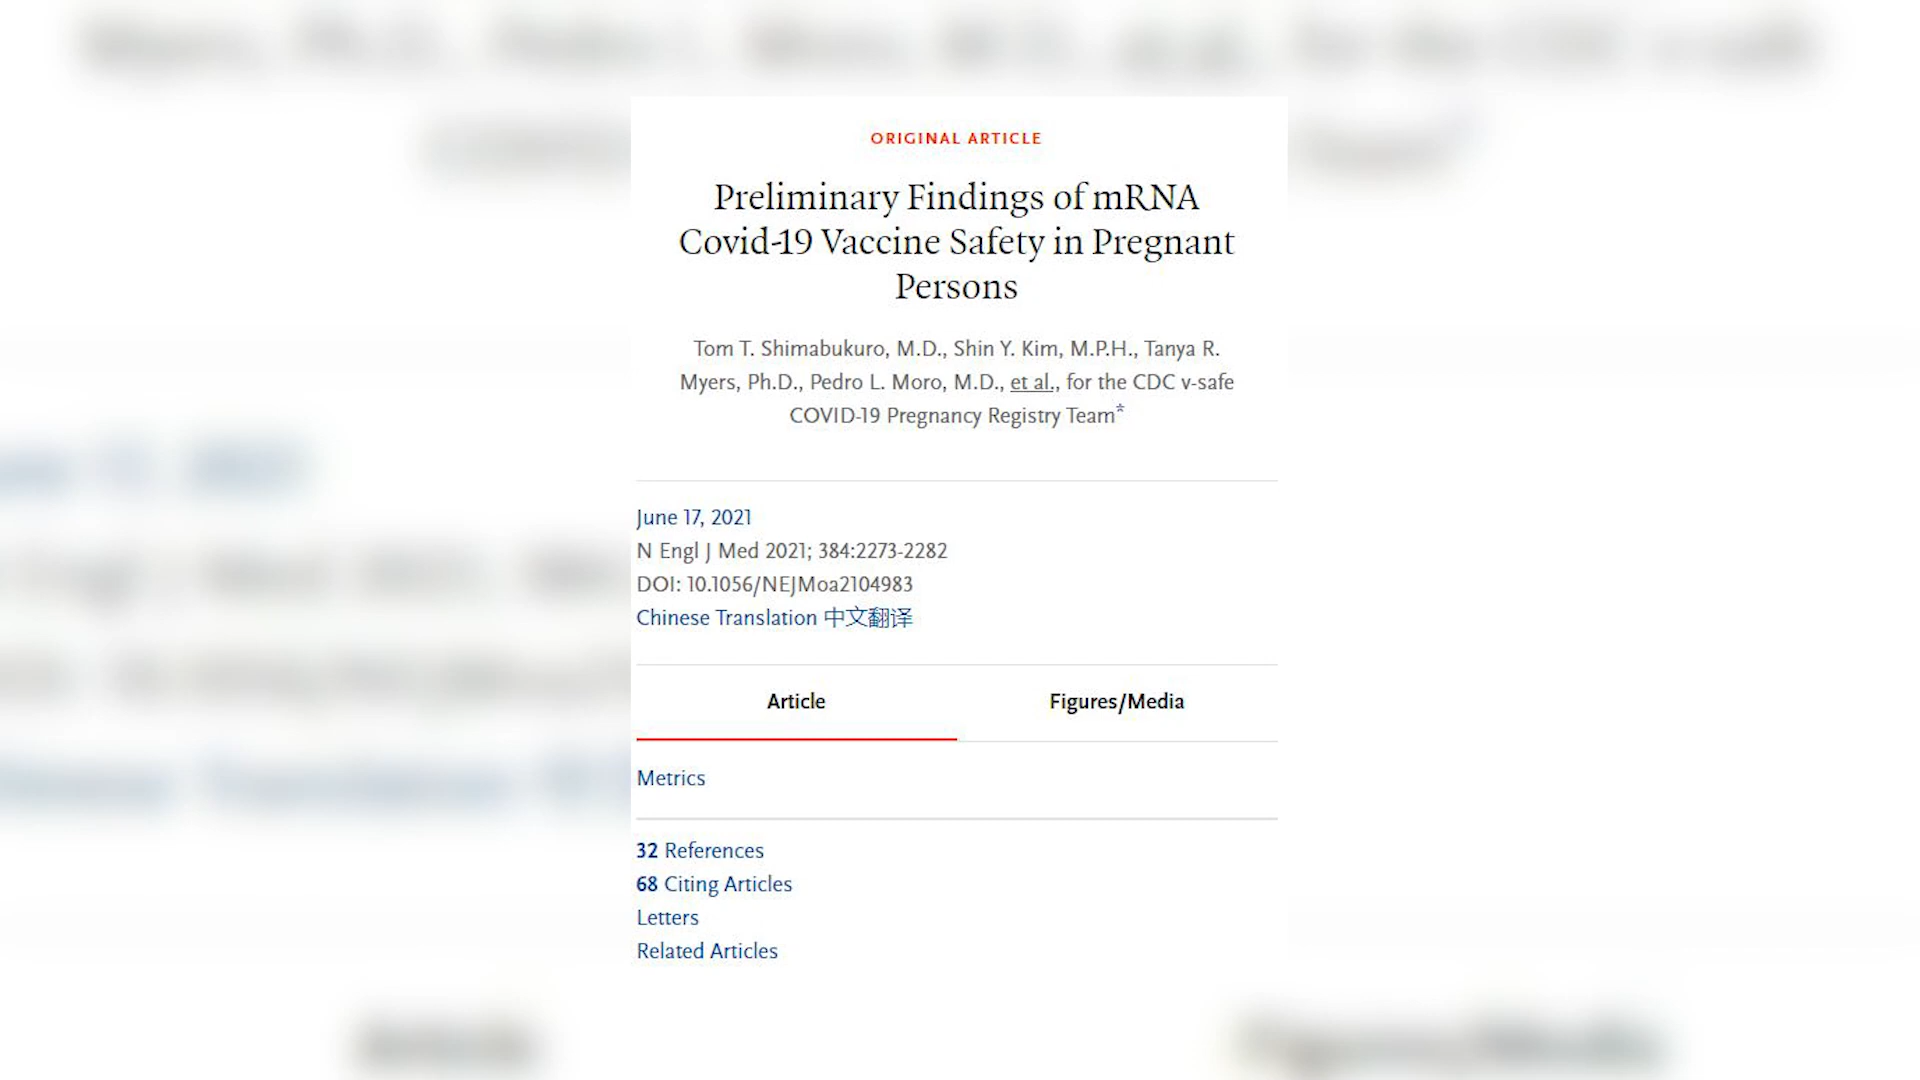 ORIGINAL ARTICLE
Preliminary Findings of mRNA
Covid-19 Vaccine Safety in Pregnant
Persons
Tom T. Shimabukuro, M.D., Shin Y. Kim, M.P.H., Tanya R.
Myers, Ph.D., Pedro L. Moro, M.D., et al., for the CDC v-safe
COVID-19 Pregnancy Registry Team*
June 17, 2021
N Engl J Med 2021; 384:2273-2282
DOI: 10.1056/NEJMoa2104983
Chinese Translation 中文翻译
Article
Figures/Media
Metrics
32 References
68 Citing Articles
Letters
Related Articles